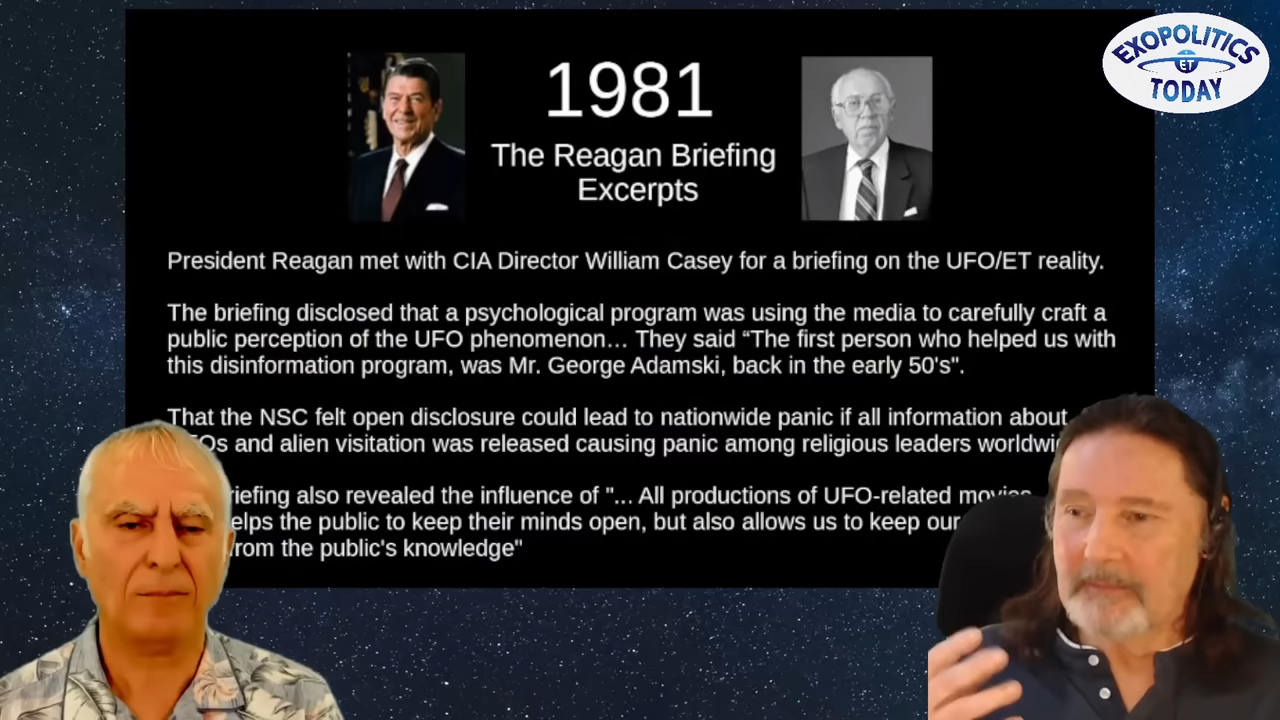 EXOPOLITICS
ET
TODAY
1981
The Reagan Briefing
Excerpts
President Reagan met with CIA Director William Casey for a briefing on the UFO/ET reality.
The briefing disclosed that a psychological program was using the media to carefully craft a
public perception of the UFO phenomenon… They said “The first person who helped us with
this disinformation program, was Mr. George Adamski, back in the early 50's".
That the NSC felt open disclosure could lead to nationwide panic if all information about
and alien visitation was released causing panic among religious leaders
also revealed the influence of "... All productions of UFO-related movies
the public to keep their minds open, but also allows us to keep our
from the public's knowledge"